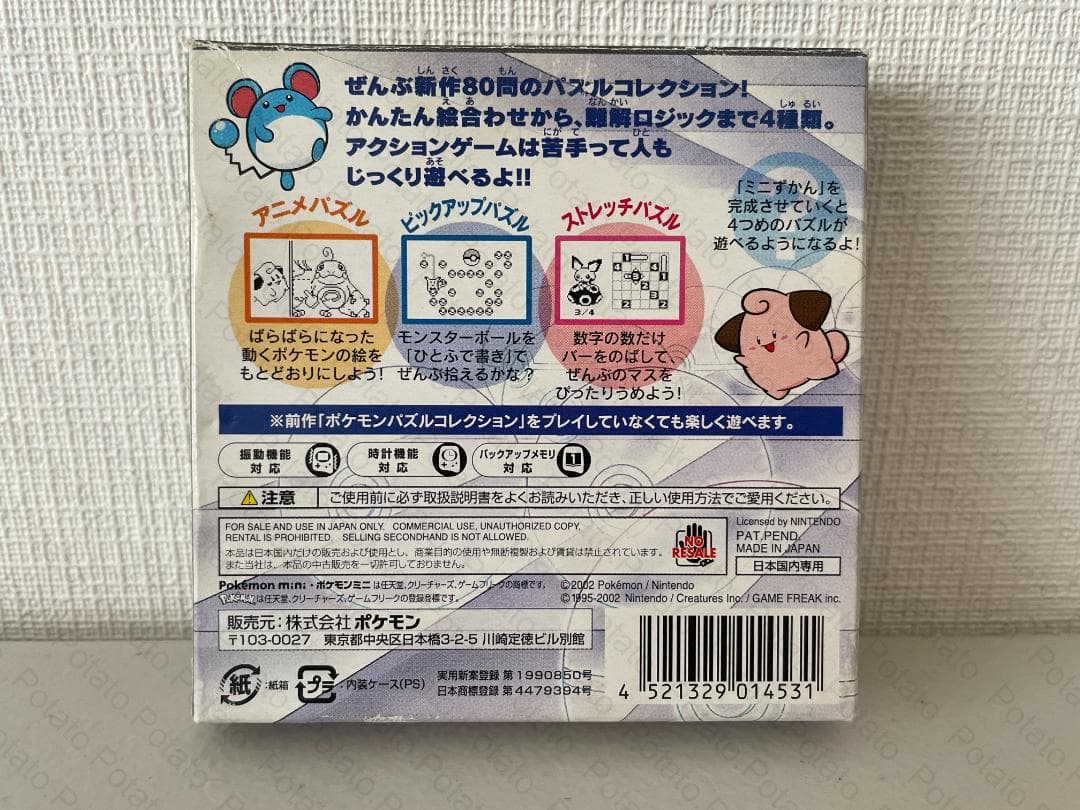 ぜんぶ新作80問のパズルコレクション!
かんたん絵合わせから、難解ロジックまで4種類。
アクションゲームは苦手って人も
じっくり遊べるよ!!
「ミニずかん」を
完成させていくと
4つめのパズルが
遊べるようになるよ!
アニメパズル
ピックアップパズル
ストレッチパズル
3/4
ばらばらになった
動くポケモンの絵を
もとどおりにしよう!
モンスターボールを
「ひとふで書き」で
ぜんぶ拾えるかな?
数字の数だけ
バーをのばして、
ぜんぶのマスを
ぴったりうめよう!
※前作「ポケモンパズルコレクション」をプレイしていなくても楽しく遊べます。
振動機能対応
時計機能対応
バックアップメモリ対応
注意 ご使用前に必ず取扱説明書をよくお読みいただき、正しい使用方法でご愛用ください。
FOR SALE AND USE IN JAPAN ONLY. COMMERCIAL USE, UNAUTHORIZED COPY,
RENTAL IS PROHIBITED. SELLING SECONDHAND IS NOT ALLOWED.
本品は日本国内だけの販売および使用とし、商業目的の使用や無断複製および賃貸は禁止されています。
また当社は、本品の中古販売を一切許可しておりません。
NO RESALE
Licensed by NINTENDO
PAT.PEND.
MADE IN JAPAN
日本国内専用
Pokémon mini・ポケモンミニは任天堂、クリーチャーズ、ゲームフリークの商標です。
POKéMONは任天堂、クリーチャーズ、ゲームフリークの登録商標です。
©2002 Pokémon / Nintendo
©1995-2002 Nintendo / Creatures Inc. / GAME FREAK inc.
販売元:株式会社ポケモン
〒103-0027 東京都中央区日本橋3-2-5 川崎定徳ビル別館
紙 :紙箱
プラ :内装ケース(PS)
実用新案登録 第1990850号
日本商標登録 第4479394号
4 521329 014531
Potato.